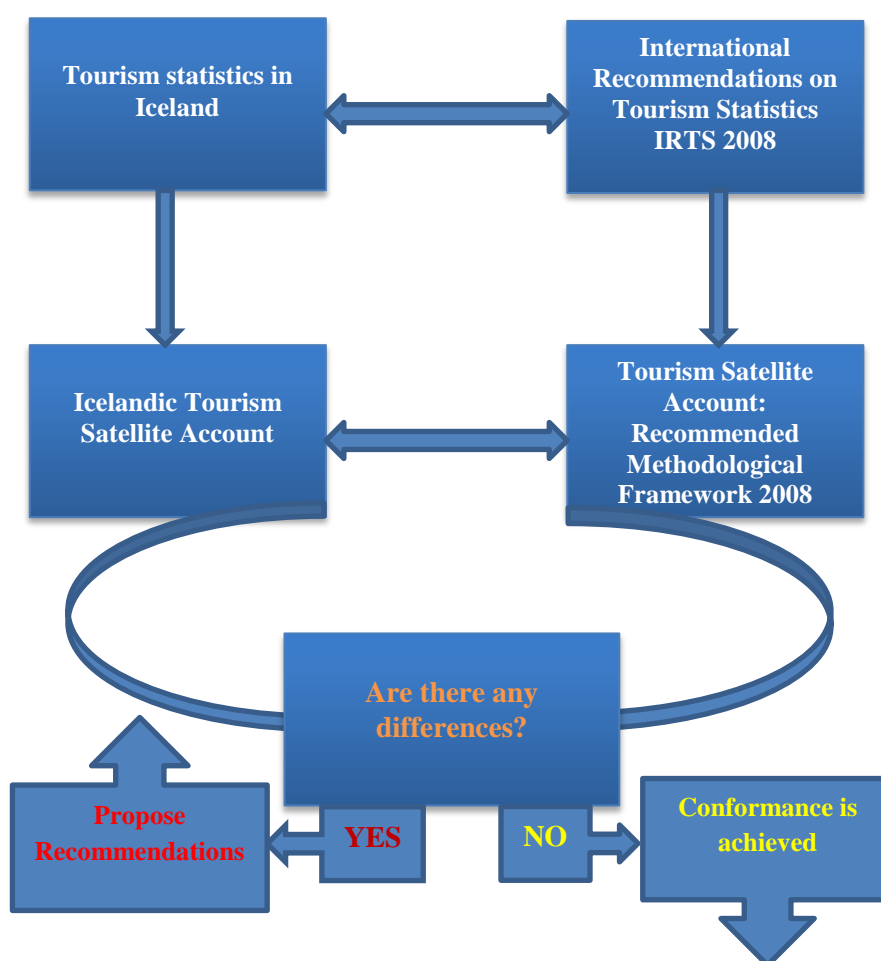 Tourism statistics in
Iceland
International
Recommendations on
Tourism Statistics
IRTS 2008
Icelandic Tourism
Satellite Account
Tourism Satellite
Account:
Recommended
Methodological
Framework 2008
Are there any
differences?
Propose
Recommendations
YES
NO
Conformance is
achieved